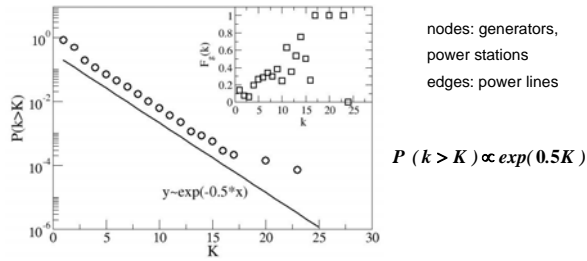 10^0
10^-2
10^-4
10^-6
P(k>K)
0 5 10 15 20 25 30
K
y~exp(-0.5*x)
1
0.8
0.6
0.4
0.2
0
F_g(k)
0 5 10 15 20 25
k
nodes: generators,
power stations
edges: power lines
P ( k > K ) ∝ exp( 0.5K )